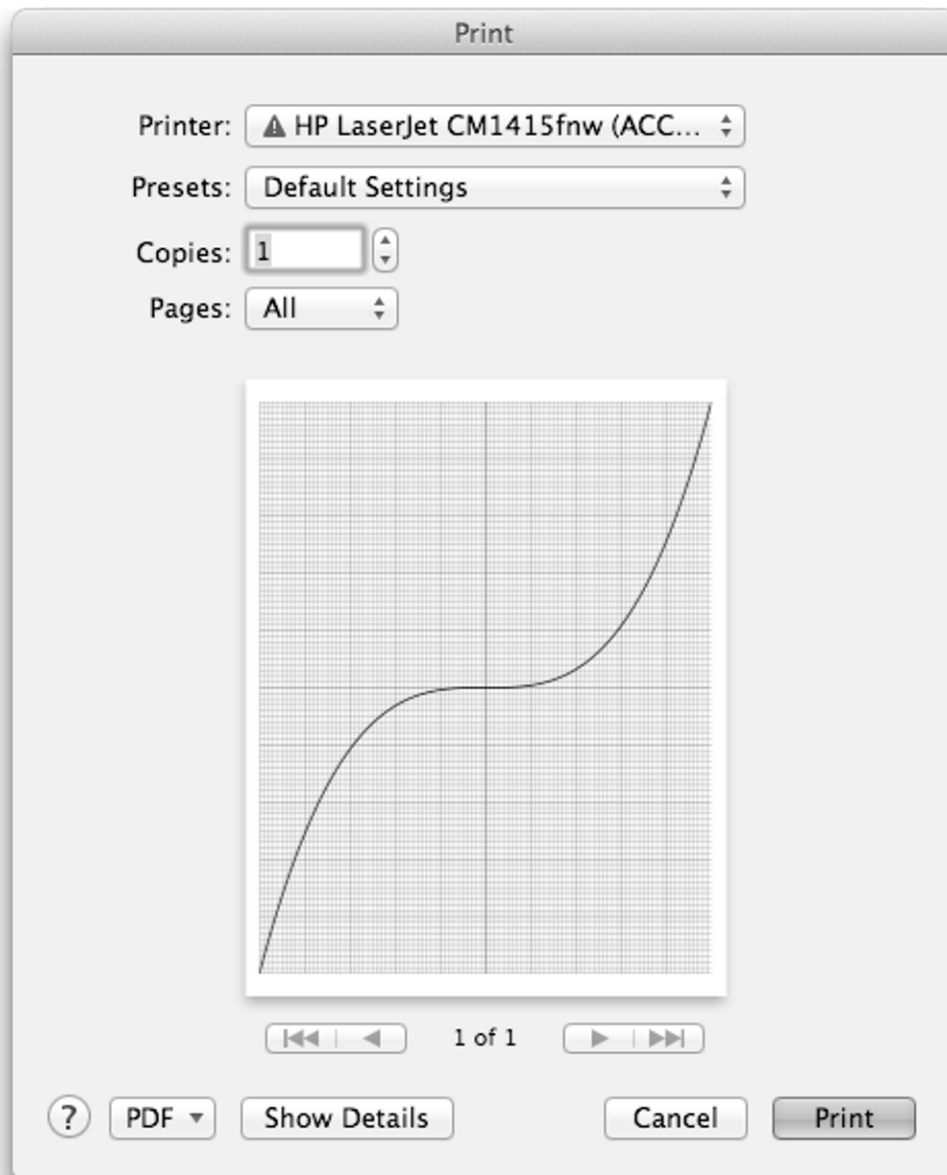 Print
Printer: HP LaserJet CM1415fnw (ACC...
Presets: Default Settings
Copies: 1
Pages: All
1 of 1
? PDF Show Details Cancel Print